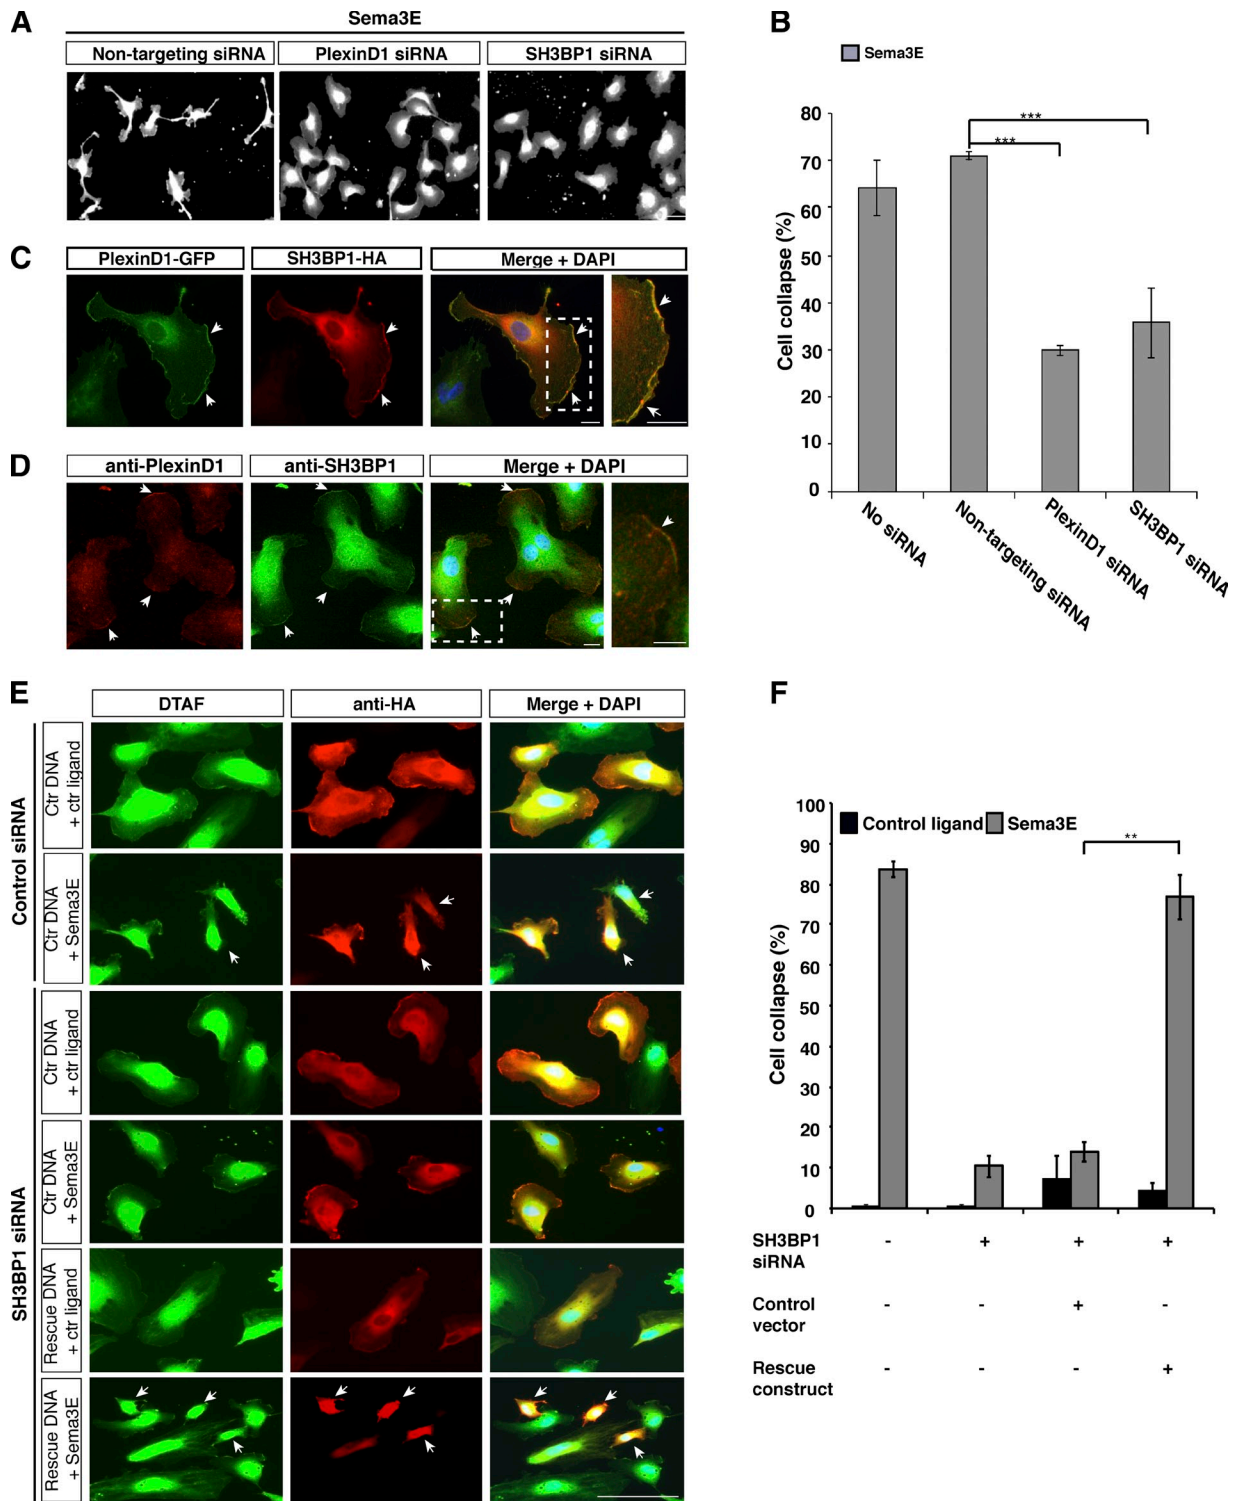 A
Sema3E
Non-targeting siRNA
PlexinD1 siRNA
SH3BP1 siRNA
B
Sema3E
80
70
60
50
40
30
20
10
0
Cell collapse (%)
***
***
No siRNA
Non-targeting siRNA
PlexinD1 siRNA
SH3BP1 siRNA
C
PlexinD1-GFP
SH3BP1-HA
Merge + DAPI
D
anti-PlexinD1
anti-SH3BP1
Merge + DAPI
E
DTAF
anti-HA
Merge + DAPI
Control siRNA
Ctr DNA
+ ctr ligand
Ctr DNA
+ Sema3E
SH3BP1 siRNA
Ctr DNA
+ ctr ligand
Ctr DNA
+ Sema3E
Rescue DNA
+ ctr ligand
Rescue DNA
+ Sema3E
F
Control ligand
Sema3E
100
90
80
70
60
50
40
30
20
10
0
Cell collapse (%)
**
SH3BP1
siRNA
- + + +
Control
vector
- - + -
Rescue
construct
- - - +